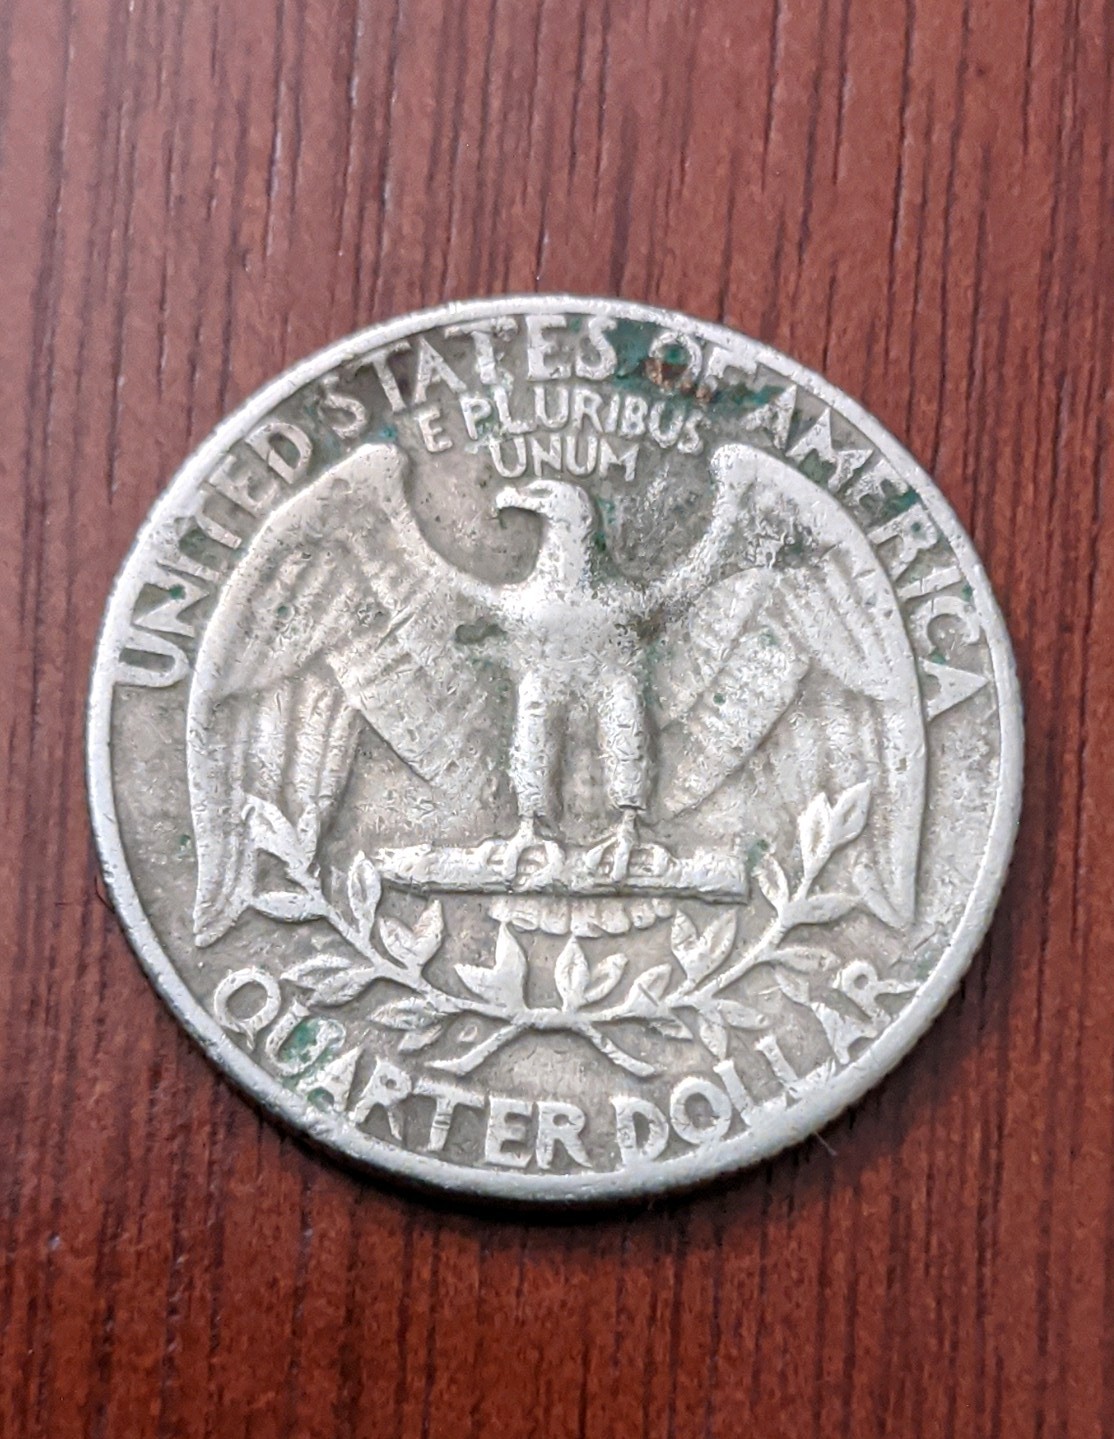 UNITED STATES OF AMERICA
E PLURIBUS
UNUM
QUARTER DOLLAR